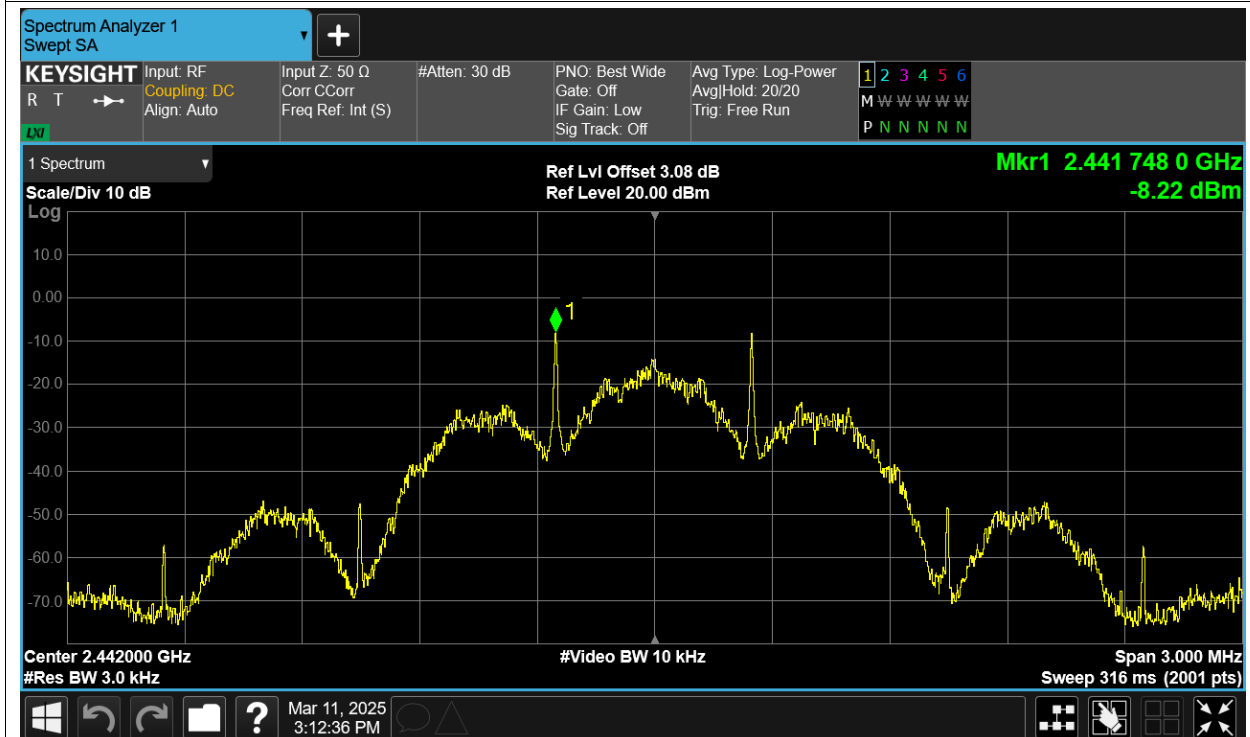 Spectrum Analyzer 1
Swept SA
+
KEYSIGHT
R T
LXI
Input: RF
Coupling: DC
Align: Auto
Input Z: 50 Ω
Corr CCorr
Freq Ref: Int (S)
#Atten: 30 dB
PNO: Best Wide
Gate: Off
IF Gain: Low
Sig Track: Off
Avg Type: Log-Power
Avg|Hold: 20/20
Trig: Free Run
1 2 3 4 5 6
M W W W W W
P N N N N N
1 Spectrum
Scale/Div 10 dB
Log
Ref Lvl Offset 3.08 dB
Ref Level 20.00 dBm
Mkr1 2.441 748 0 GHz
-8.22 dBm
10.0
0.00
-10.0
-20.0
-30.0
-40.0
-50.0
-60.0
-70.0
1
Center 2.442000 GHz
#Res BW 3.0 kHz
#Video BW 10 kHz
Span 3.000 MHz
Sweep 316 ms (2001 pts)
?
Mar 11, 2025
3:12:36 PM